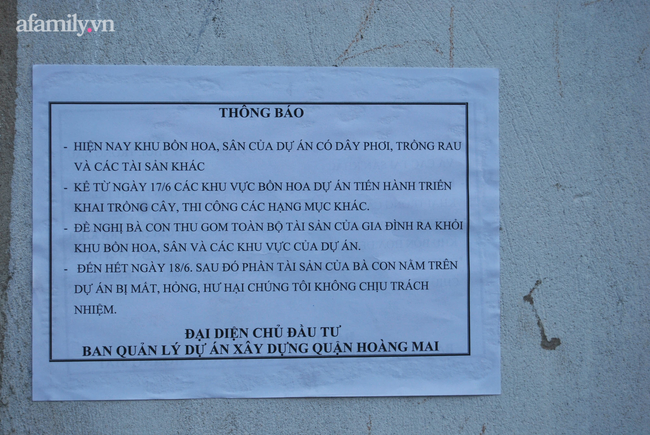 afamily.vn
THÔNG BÁO
- HIỆN NAY KHU BỒN HOA, SÂN CỦA DỰ ÁN CÓ DÂY PHƠI, TRỒNG RAU
VÀ CÁC TÀI SẢN KHÁC
- KỂ TỪ NGÀY 17/6 CÁC KHU VỰC BỒN HOA DỰ ÁN TIẾN HÀNH TRIỂN
KHAI TRỒNG CÂY, THI CÔNG CÁC HẠNG MỤC KHÁC.
- ĐỀ NGHỊ BÀ CON THU GOM TOÀN BỘ TÀI SẢN CỦA GIA ĐÌNH RA KHỎI
KHU BỒN HOA, SÂN VÀ CÁC KHU VỰC CỦA DỰ ÁN.
- ĐẾN HẾT NGÀY 18/6. SAU ĐÓ PHẦN TÀI SẢN CỦA BÀ CON NẰM TRÊN
DỰ ÁN BỊ MẤT, HỎNG, HƯ HẠI CHÚNG TÔI KHÔNG CHỊU TRÁCH
NHIỆM.
ĐẠI DIỆN CHỦ ĐẦU TƯ
BAN QUẢN LÝ DỰ ÁN XÂY DỰNG QUẬN HOÀNG MAI